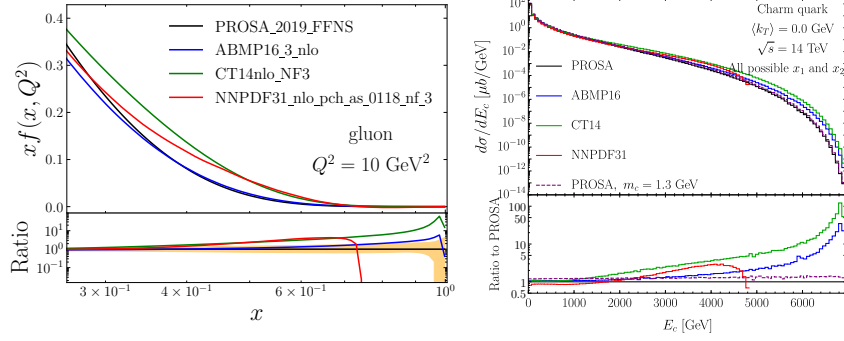 0.4
0.3
0.2
0.1
0.0
xf(x, Q²)
PROSA_2019_FFNS
ABMP16_3_nlo
CT14nlo_NF3
NNPDF31_nlo_pch_as_0118_nf_3
gluon
Q² = 10 GeV²
Ratio
10¹
10⁰
10⁻¹
3 × 10⁻¹
4 × 10⁻¹
6 × 10⁻¹
10⁰
x
10²
10⁰
10⁻²
10⁻⁴
10⁻⁶
10⁻⁸
10⁻¹⁰
10⁻¹²
10⁻¹⁴
dσ/dE_c [μb/GeV]
Charm quark
⟨k_T⟩ = 0.0 GeV
√s = 14 TeV
All possible x₁ and x₂
PROSA
ABMP16
CT14
NNPDF31
PROSA, m_c = 1.3 GeV
Ratio to PROSA
100
50
10
5
1
0.5
0 1000 2000 3000 4000 5000 6000
E_c [GeV]